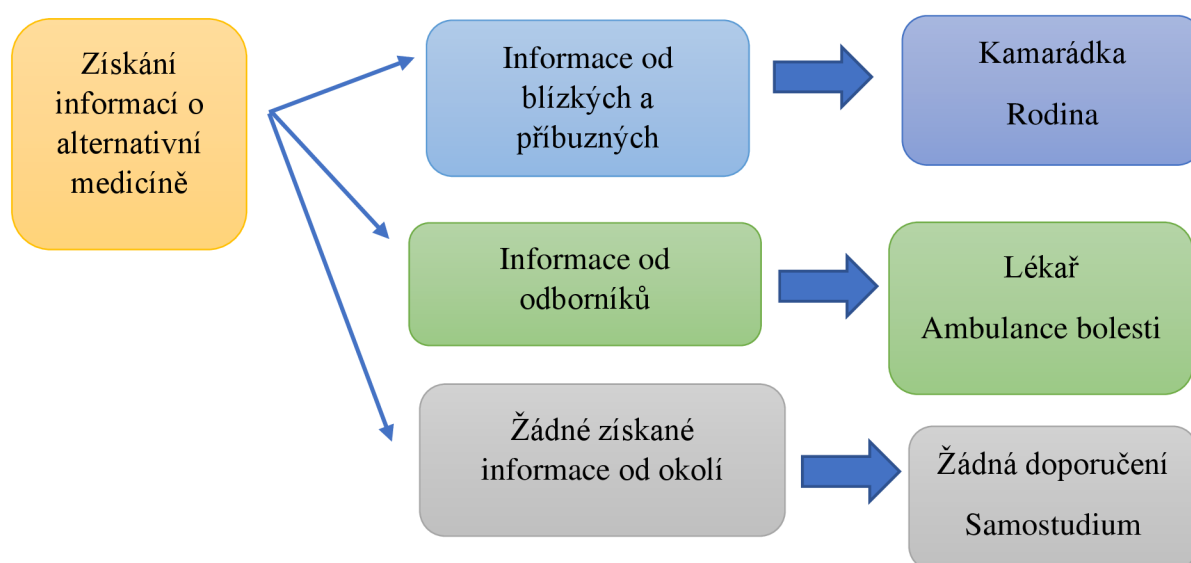 Získání
informací o
alternativní
medicíně
Informace od
blízkých a
příbuzných
Kamarádka
Rodina
Informace od
odborníků
Lékař
Ambulance bolesti
Žádné získané
informace od okolí
Žádná doporučení
Samostudium